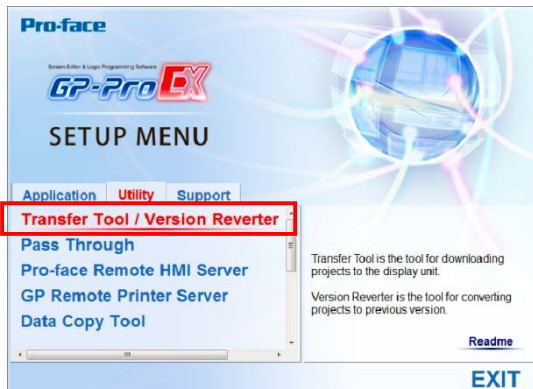 Pro-face
Screen Editor & Logic Programming Software
GP-Pro EX
SETUP MENU
Application Utility Support
Transfer Tool / Version Reverter
Pass Through
Pro-face Remote HMI Server
GP Remote Printer Server
Data Copy Tool
Transfer Tool is the tool for downloading
projects to the display unit.
Version Reverter is the tool for converting
projects to previous version.
Readme
EXIT